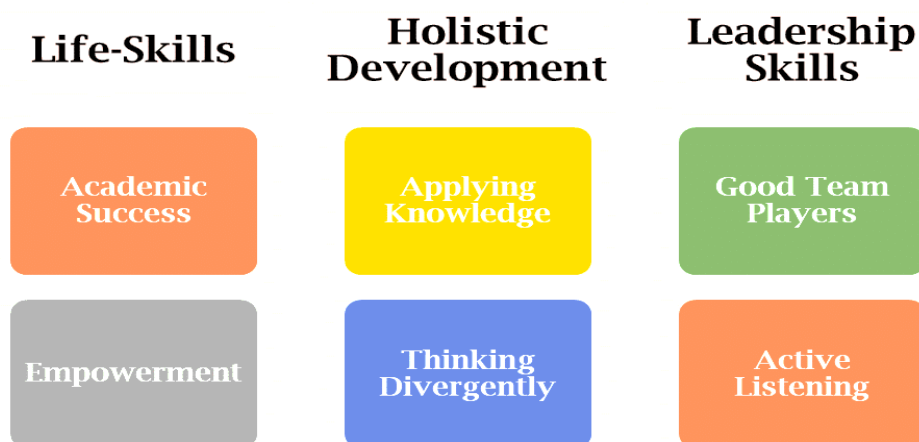 Life-Skills
Holistic
Development
Leadership
Skills
Academic
Success
Applying
Knowledge
Good Team
Players
Empowerment
Thinking
Divergently
Active
Listening